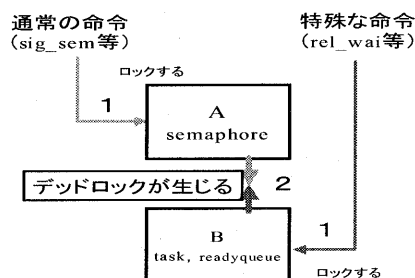 通常の命令
(sig_sem等)
特殊な命令
(rel_wai等)
ロックする
1
A
semaphore
デッドロックが生じる
2
B
task, readyqueue
1
ロックする